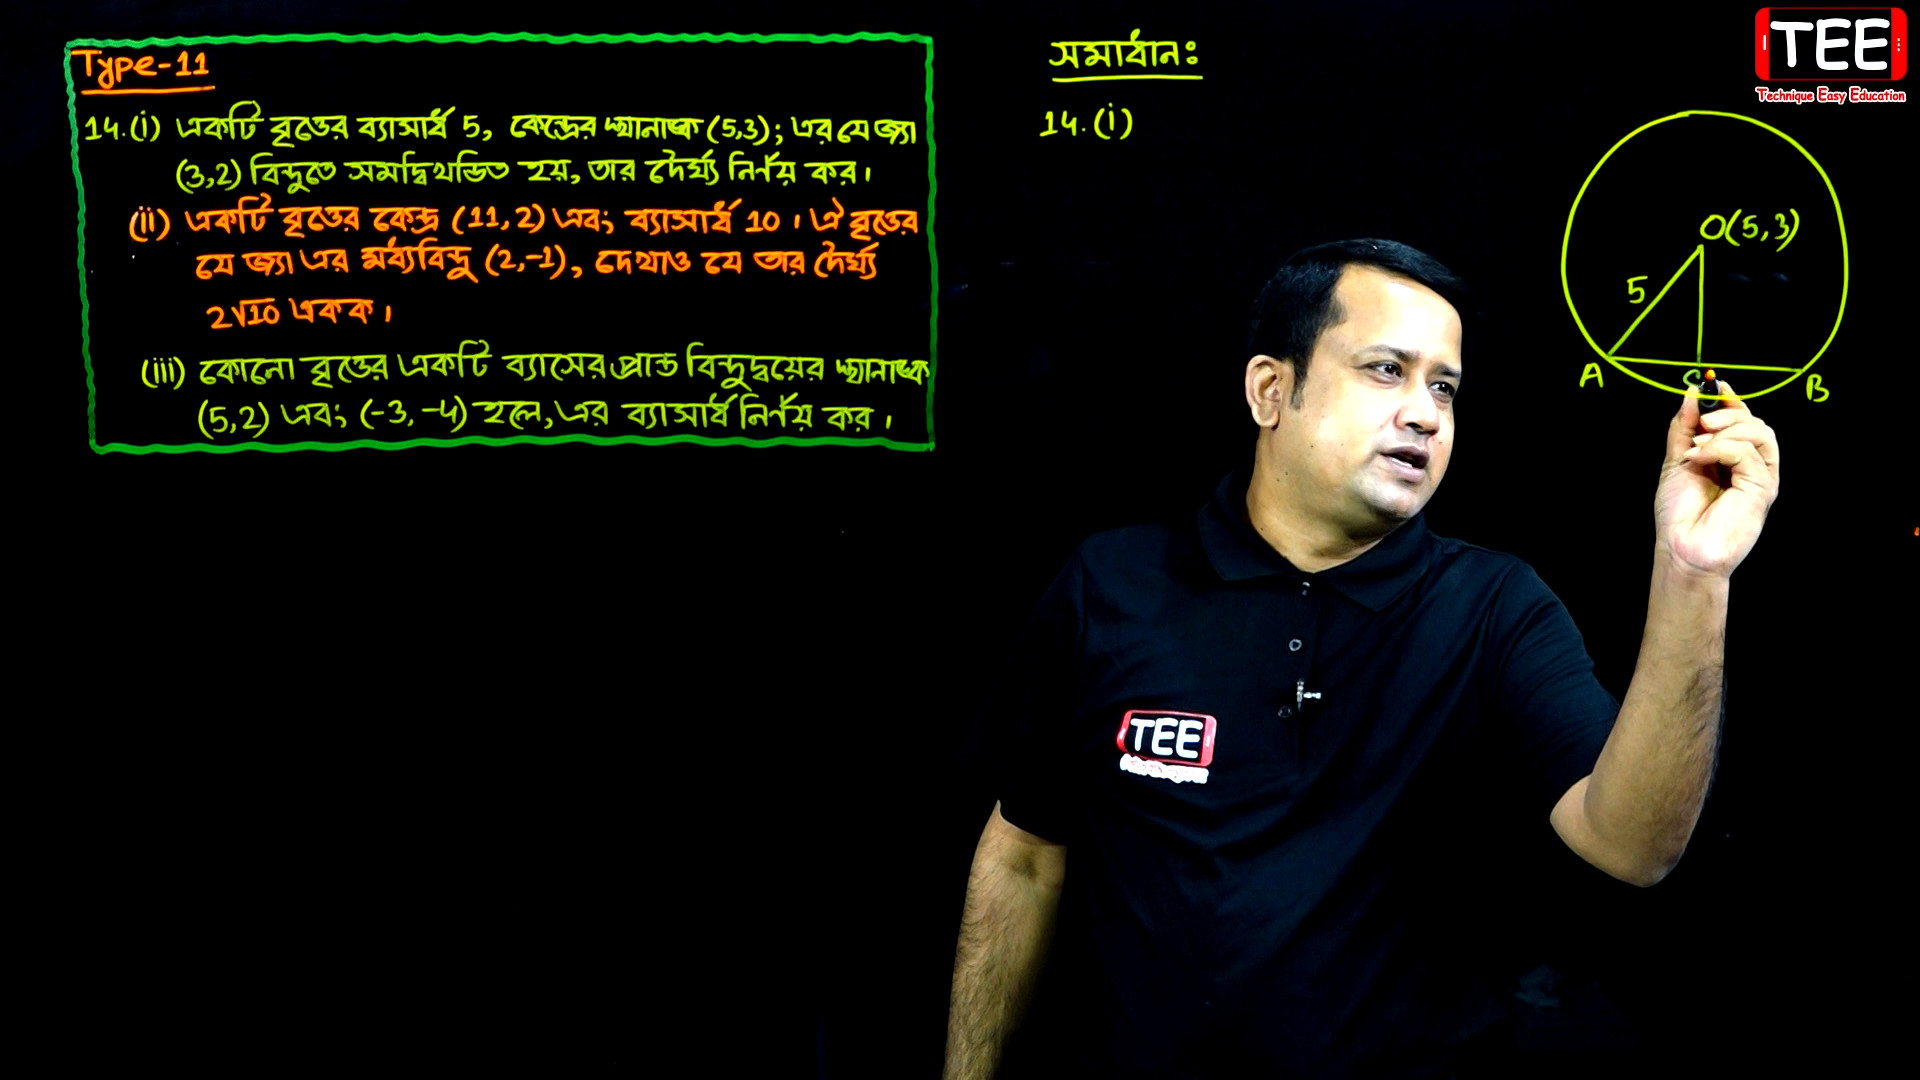 Type-11
14.(i) একটি বৃত্তের ব্যাসার্ধ 5, কেন্দ্রের স্থানাঙ্ক (5,3); এর যে জ্যা
(3,2) বিন্দুতে সমদ্বিখন্ডিত হয়, তার দৈর্ঘ্য নির্ণয় কর।
(ii) একটি বৃত্তের কেন্দ্র (11,2) এবং ব্যাসার্ধ 10। ঐ বৃত্তের
যে জ্যা এর মধ্যবিন্দু (2,-1), দেখাও যে তার দৈর্ঘ্য
2√10 একক।
(iii) কোনো বৃত্তের একটি ব্যাসের প্রান্ত বিন্দুদ্বয়ের স্থানাঙ্ক
(5,2) এবং (-3,-4) হলে, এর ব্যাসার্ধ নির্ণয় কর।
সমাধানঃ
14.(i)
O(5,3)
5
A
B
TEE
Technique Easy Education
TEE